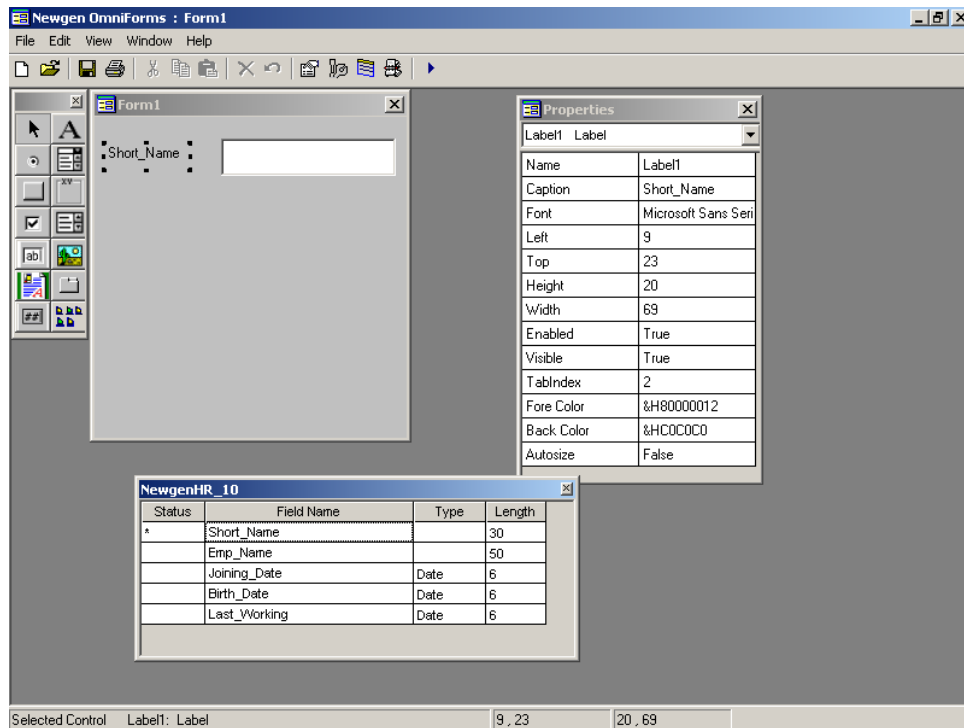 Newgen OmniForms : Form1
File Edit View Window Help
Form1
A
Short_Name
XV
ab
A
##
Properties
Label1 Label
Name Label1
Caption Short_Name
Font Microsoft Sans Seri
Left 9
Top 23
Height 20
Width 69
Enabled True
Visible True
TabIndex 2
Fore Color &H80000012
Back Color &HC0C0C0
Autosize False
NewgenHR_10
Status Field Name Type Length
* Short_Name 30
Emp_Name 50
Joining_Date Date 6
Birth_Date Date 6
Last_Working Date 6
Selected Control Label1: Label 9 , 23 20 , 69